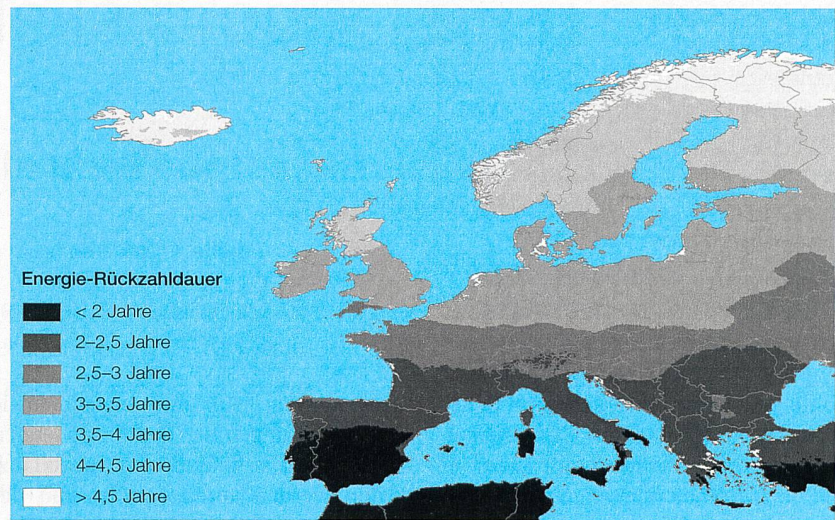 Energie-Rückzahldauer
< 2 Jahre
2–2,5 Jahre
2,5–3 Jahre
3–3,5 Jahre
3,5–4 Jahre
4–4,5 Jahre
> 4,5 Jahre